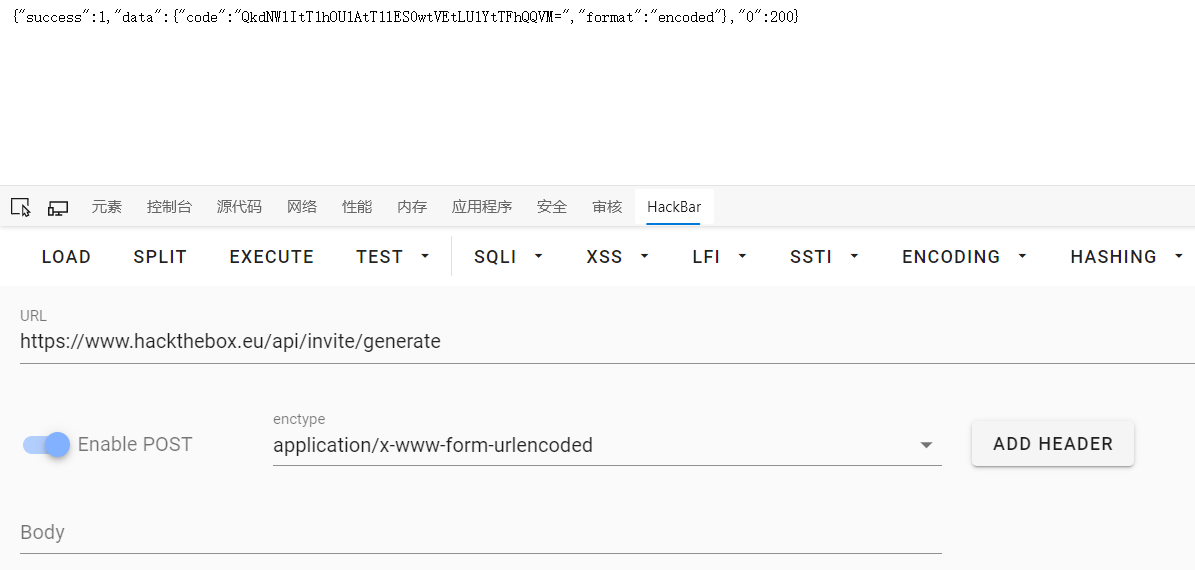 {"success":1,"data":{"code":"QkdNWlItT1hOU1AtT1lES0wtVEtLU1YtTFhQQVM=","format":"encoded"},"0":200}
元素 控制台 源代码 网络 性能 内存 应用程序 安全 审核 HackBar
LOAD SPLIT EXECUTE TEST SQLI XSS LFI SSTI ENCODING HASHING
URL
https://www.hackthebox.eu/api/invite/generate
enctype
Enable POST application/x-www-form-urlencoded ADD HEADER
Body